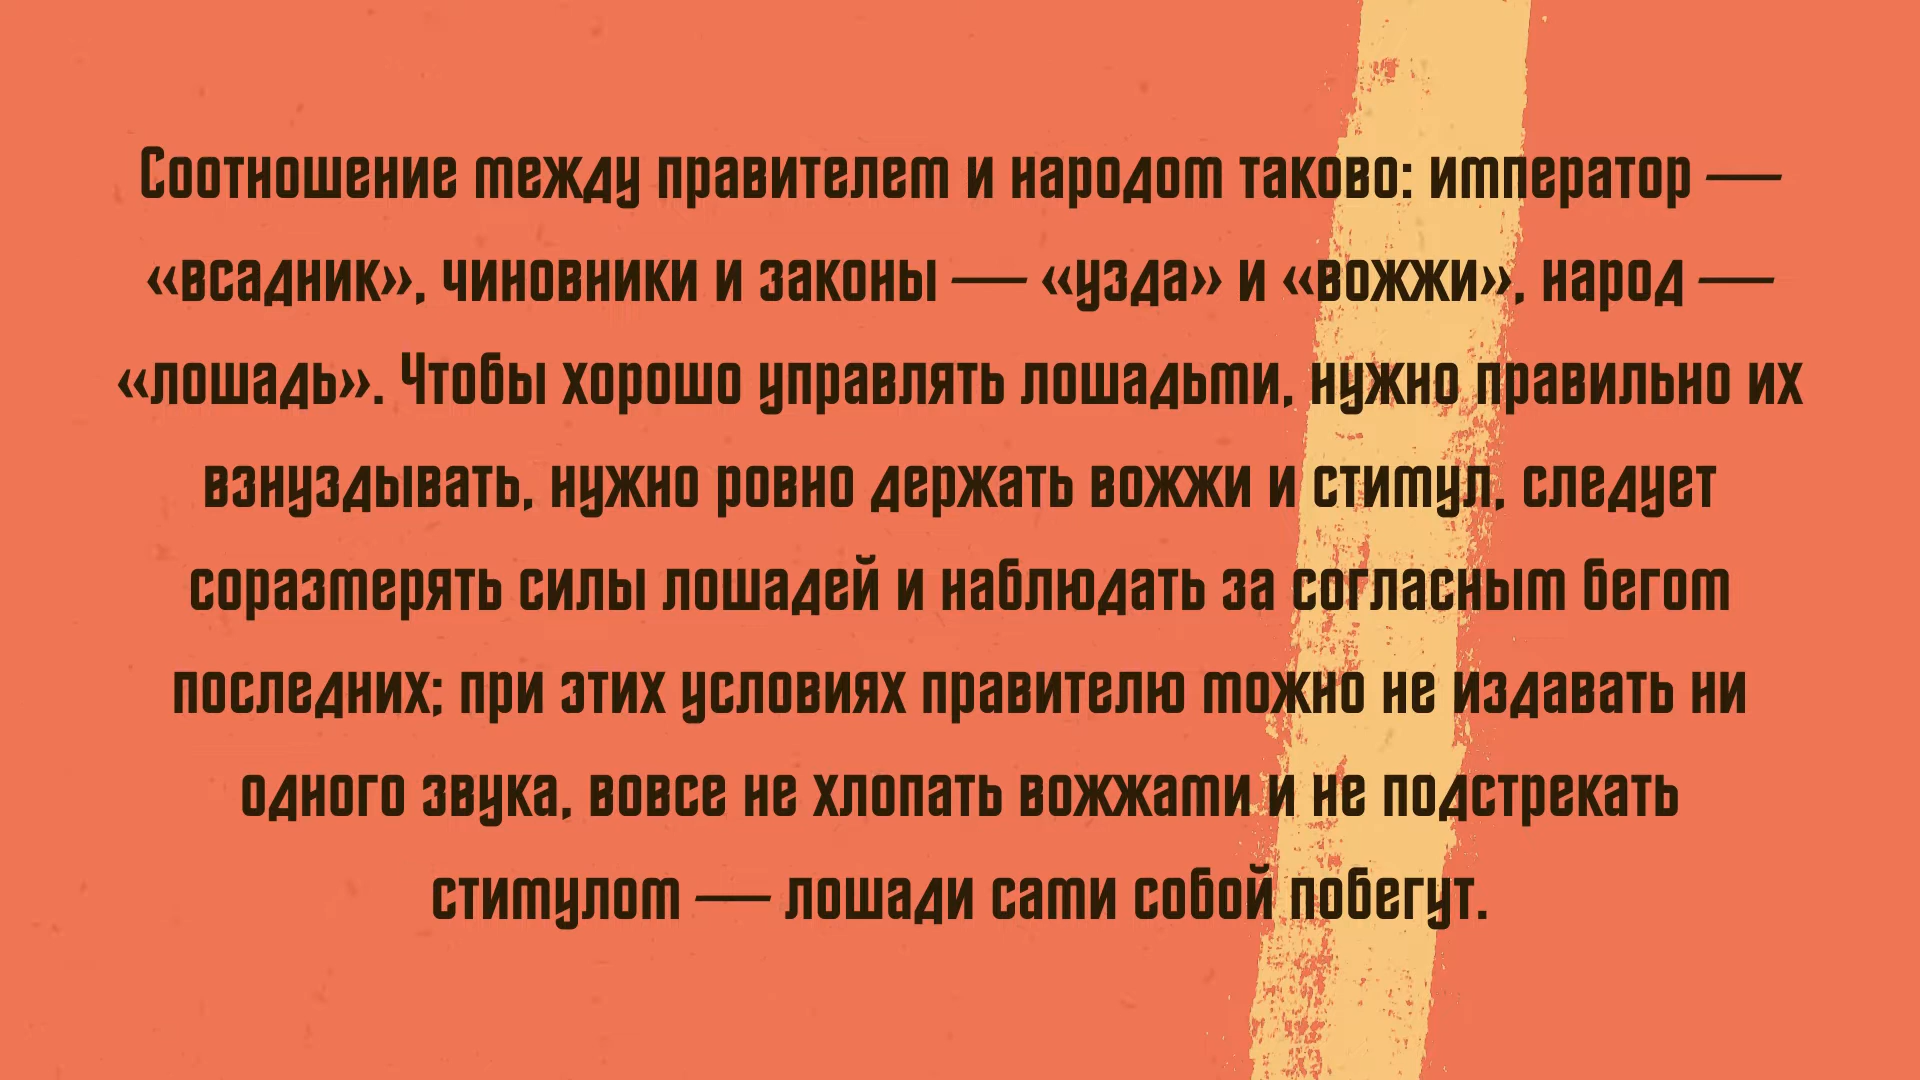 Соотношение между правителем и народом таково: император —
«всадник», чиновники и законы — «узда» и «вожжи», народ —
«лошадь». Чтобы хорошо управлять лошадьми, нужно правильно их
взнуздывать, нужно ровно держать вожжи и стимул, следует
соразмерять силы лошадей и наблюдать за согласным бегом
последних; при этих условиях правителю можно не издавать ни
одного звука, вовсе не хлопать вожжами и не подстрекать
стимулом — лошади сами собой побегут.